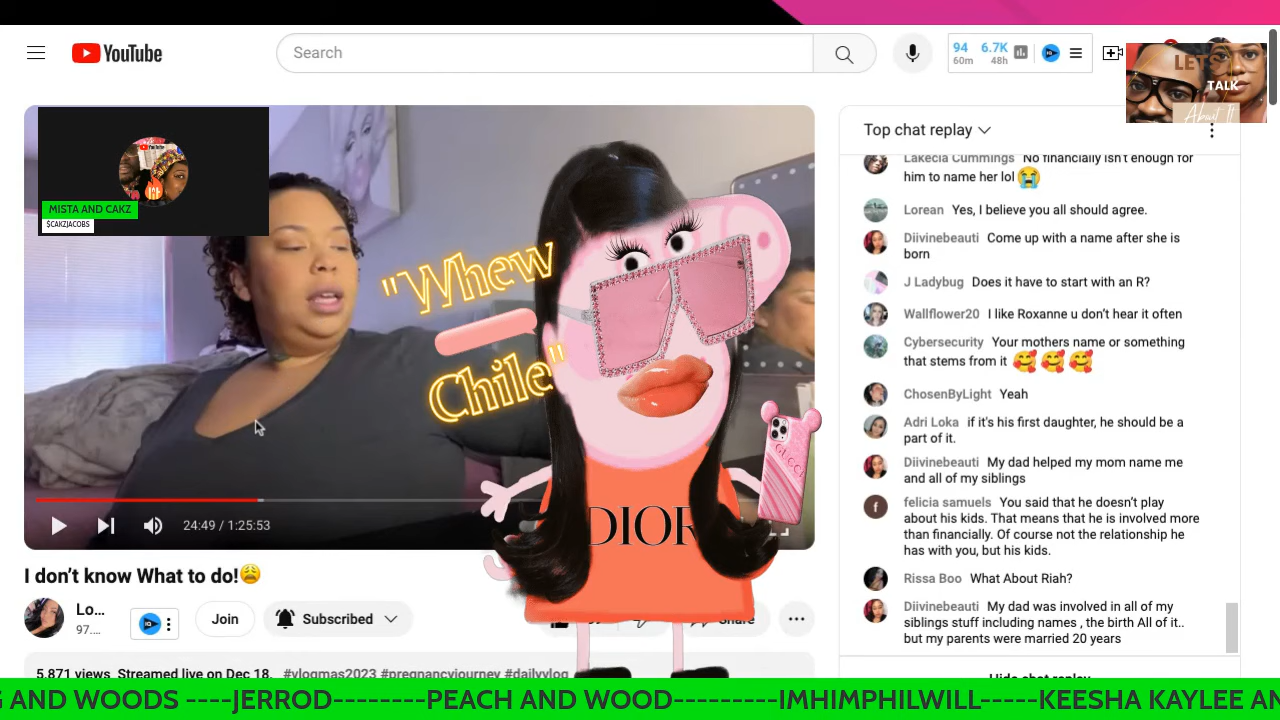 YouTube
Search
94 6.7K
60m 48h
LETS
TALK
About It
MISTA AND CAKZ
$CAKZJACOBS
"Whew
Chile"
GUCCI
DIOR
24:49 / 1:25:53
I don't know What to do!😩
Lo...
97....
Join
Subscribed
Share
5,871 views Streamed live on Dec 18, #vlogmas2023 #pregnancyjourney #dailyvlog
Top chat replay
Lakecia Cummings No financially isn't enough for
him to name her lol😭
Lorean Yes, I believe you all should agree.
Diivinebeauti Come up with a name after she is
born
J Ladybug Does it have to start with an R?
Wallflower20 I like Roxanne u don't hear it often
Cybersecurity Your mothers name or something
that stems from it 🥰🥰🥰
ChosenByLight Yeah
Adri Loka if it's his first daughter, he should be a
part of it.
Diivinebeauti My dad helped my mom name me
and all of my siblings
f
felicia samuels You said that he doesn't play
about his kids. That means that he is involved more
than financially. Of course not the relationship he
has with you, but his kids.
Rissa Boo What About Riah?
Diivinebeauti My dad was involved in all of my
siblings stuff including names , the birth All of it..
but my parents were married 20 years
Hide chat replay
G AND WOODS ----JERROD--------PEACH AND WOOD---------IMHIMPHILWILL-----KEESHA KAYLEE AN